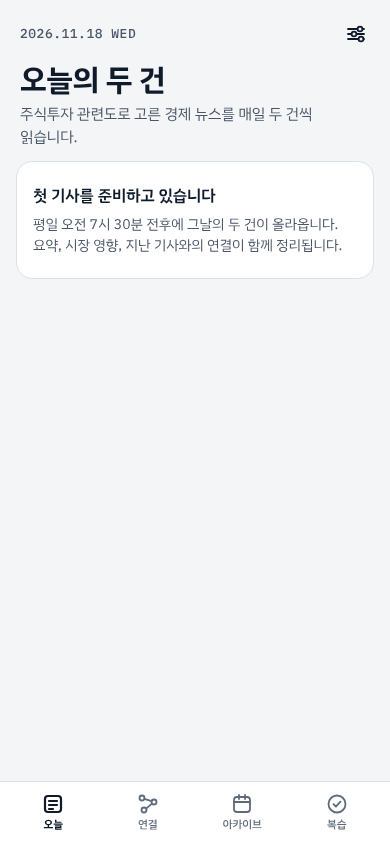 2026.11.18 WED
오늘의 두 건
주식투자 관련도로 고른 경제 뉴스를 매일 두 건씩
읽습니다.
첫 기사를 준비하고 있습니다
평일 오전 7시 30분 전후에 그날의 두 건이 올라옵니다.
요약, 시장 영향, 지난 기사와의 연결이 함께 정리됩니다.
오늘
연결
아카이브
복습